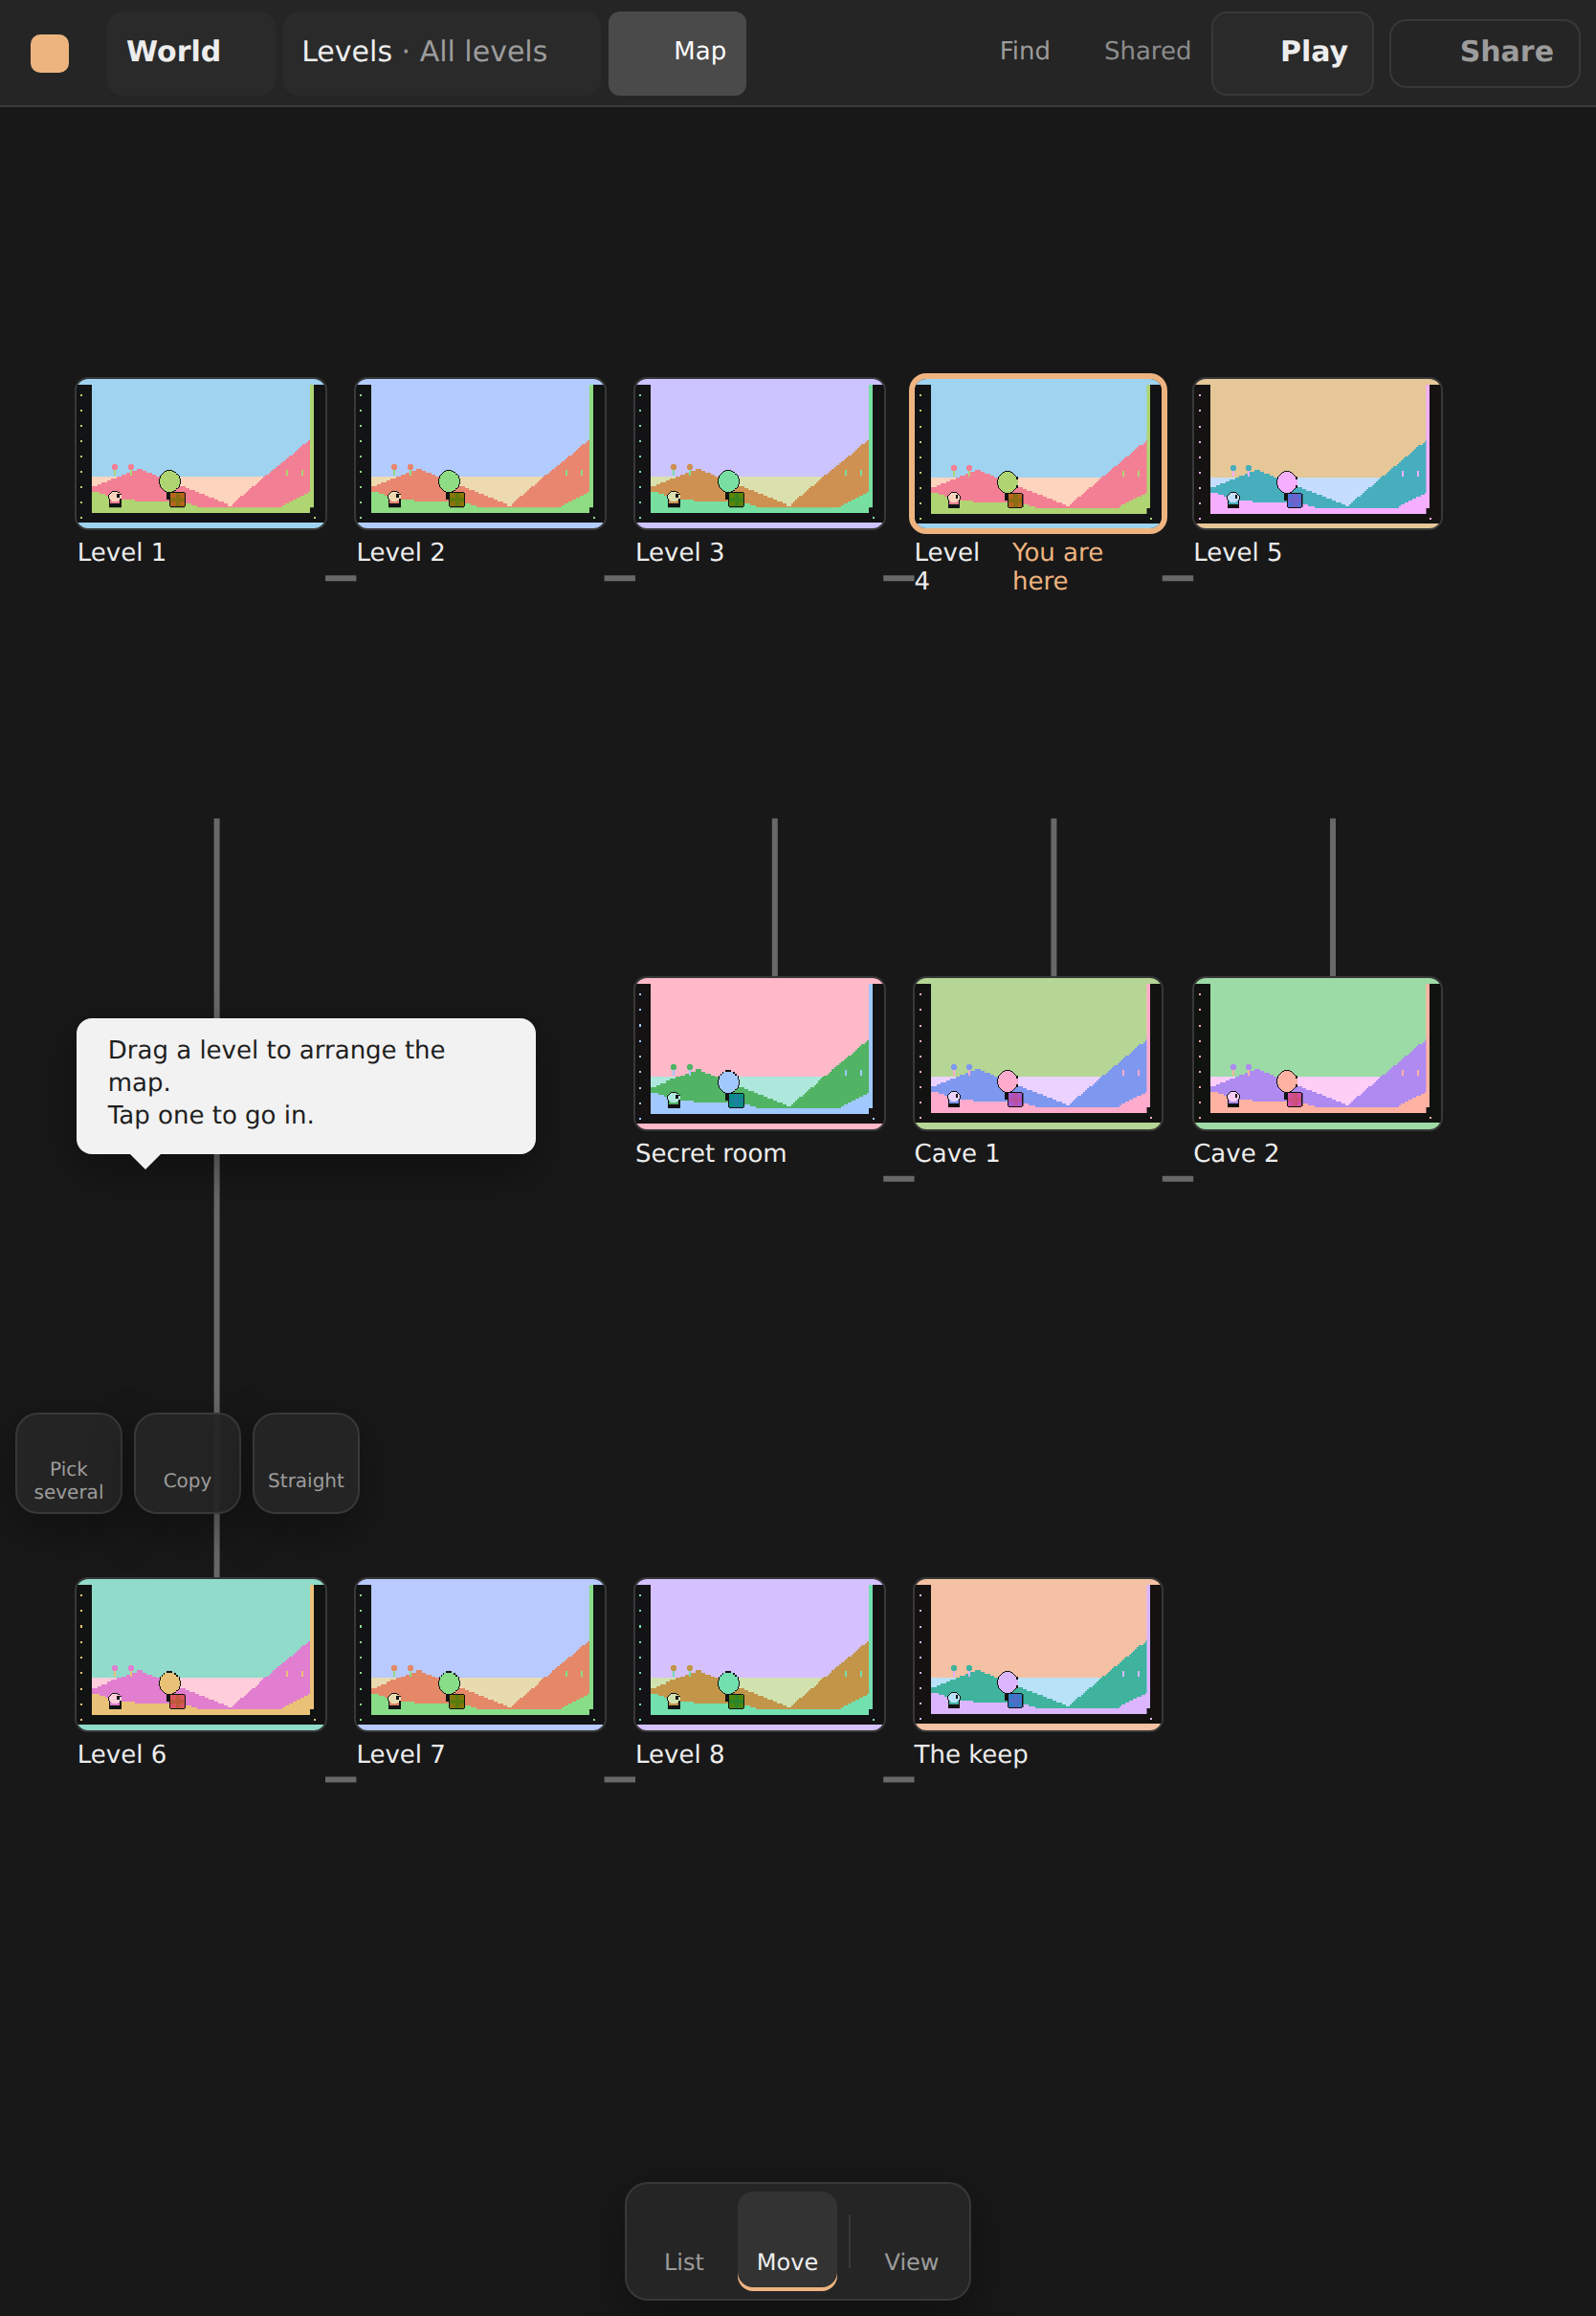 World
Levels · All levels
Map
Find
Shared
Play
Share
Level 1
Level 2
Level 3
Level
4
You are
here
Level 5
Drag a level to arrange the
map.
Tap one to go in.
Secret room
Cave 1
Cave 2
Pick
several
Copy
Straight
Level 6
Level 7
Level 8
The keep
List
Move
View